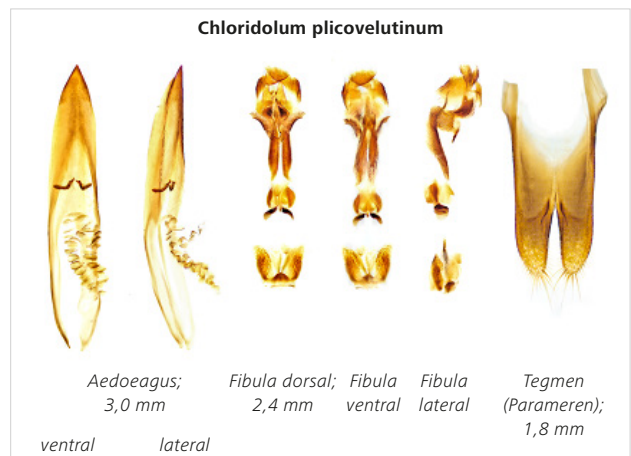 Chloridolum plicovelutinum
Aedoeagus;
3,0 mm
ventral lateral
Fibula dorsal;
2,4 mm
Fibula
ventral
Fibula
lateral
Tegmen
(Parameren);
1,8 mm